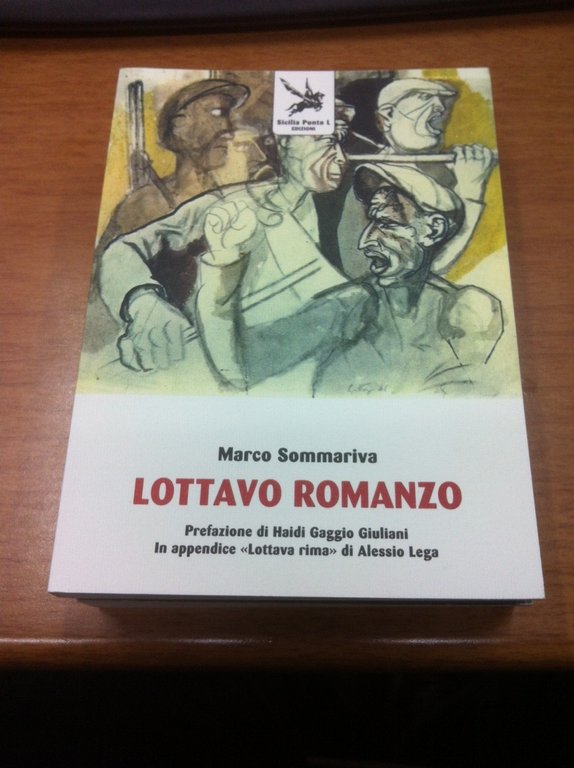 Sicilia Punto L
EDIZIONI
Marco Sommariva
LOTTAVO ROMANZO
Prefazione di Haidi Gaggio Giuliani
In appendice «Lottava rima» di Alessio Lega